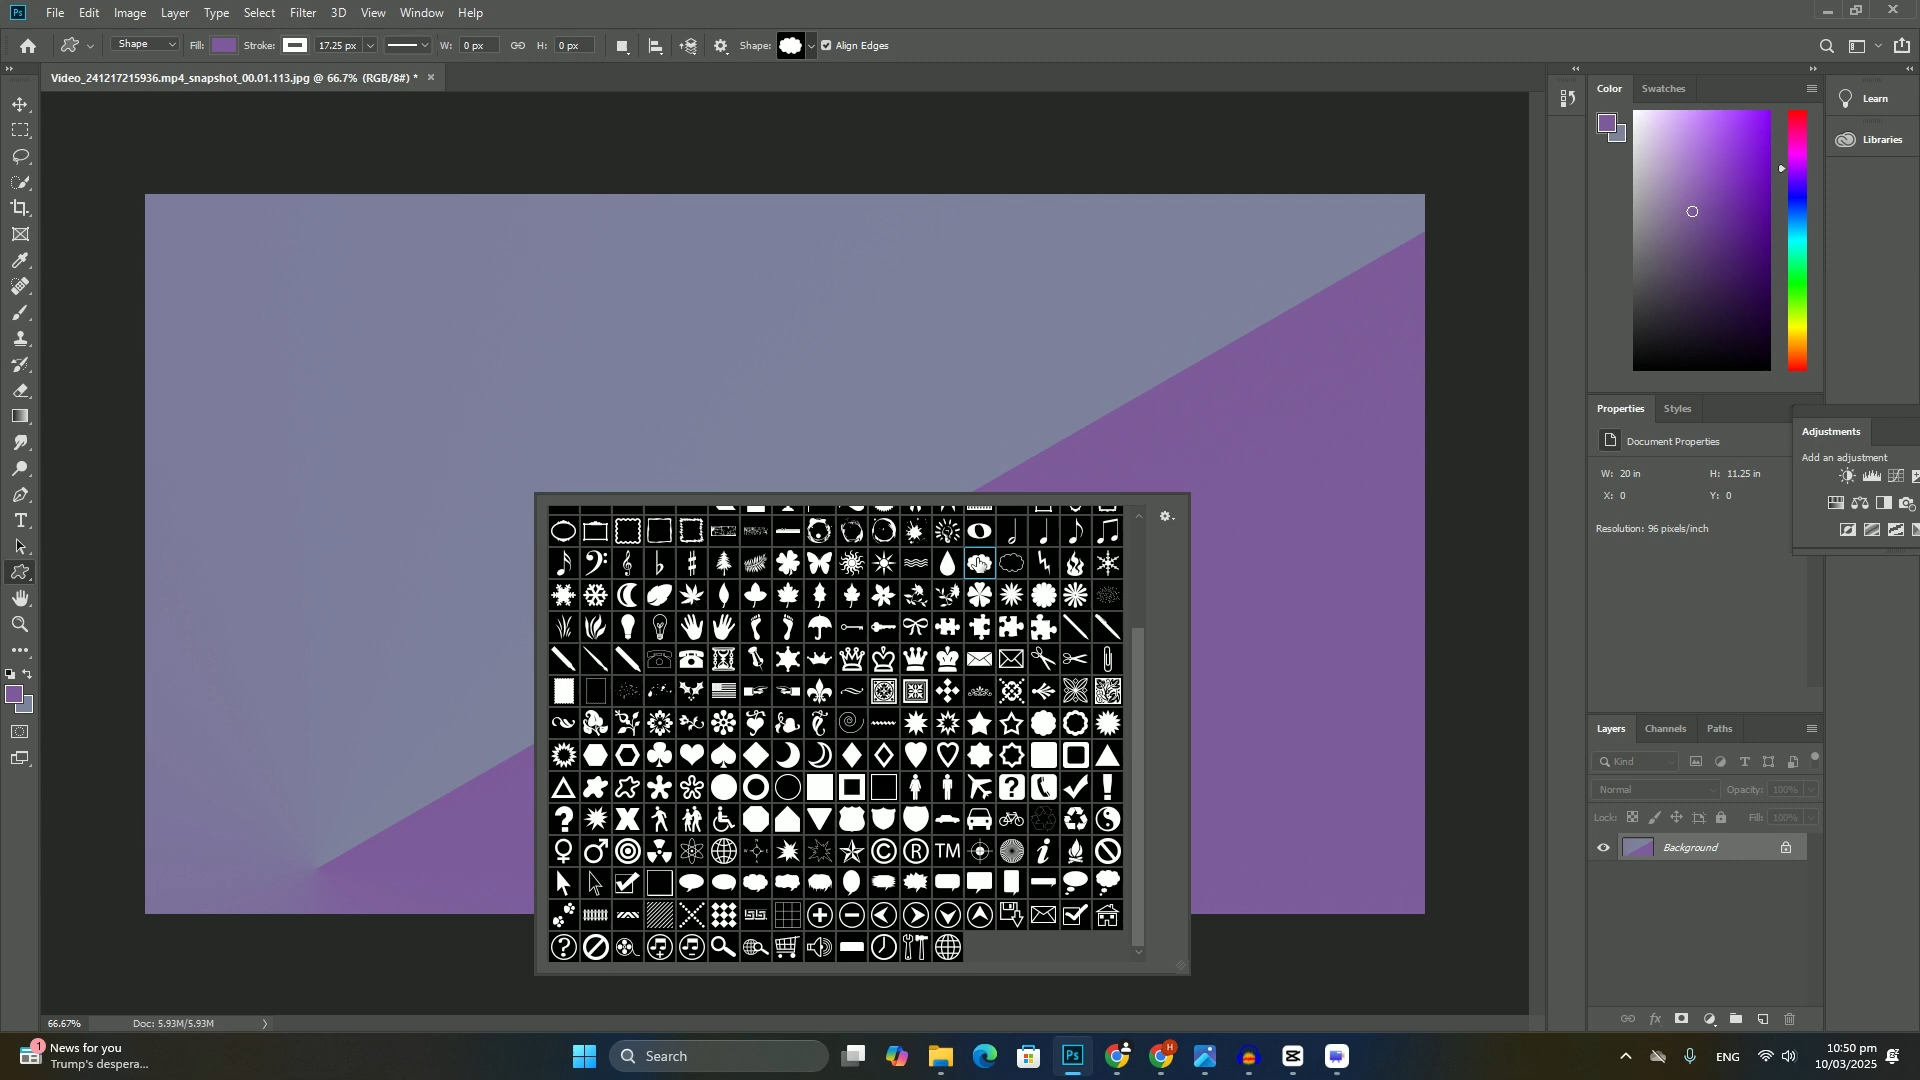 Ps File Edit Image Layer Type Select Filter 3D View Window Help
Shape Fill: Stroke: 17.25 px W: 0 px H: 0 px Shape: Align Edges
Video_241217215936.mp4_snapshot_00.01.113.jpg @ 66.7% (RGB/8#) *
Color Swatches
Learn
Libraries
Properties Styles
Document Properties
W: 20 in H: 11.25 in
X: 0 Y: 0
Resolution: 96 pixels/inch
Adjustments
Add an adjustment
Layers Channels Paths
Kind
Normal Opacity: 100%
Lock: Fill: 100%
Background
TM
66.67% Doc: 5.93M/5.93M
1 News for you
Trump's despera...
Search
Ps
H
ENG
10:50 pm
10/03/2025